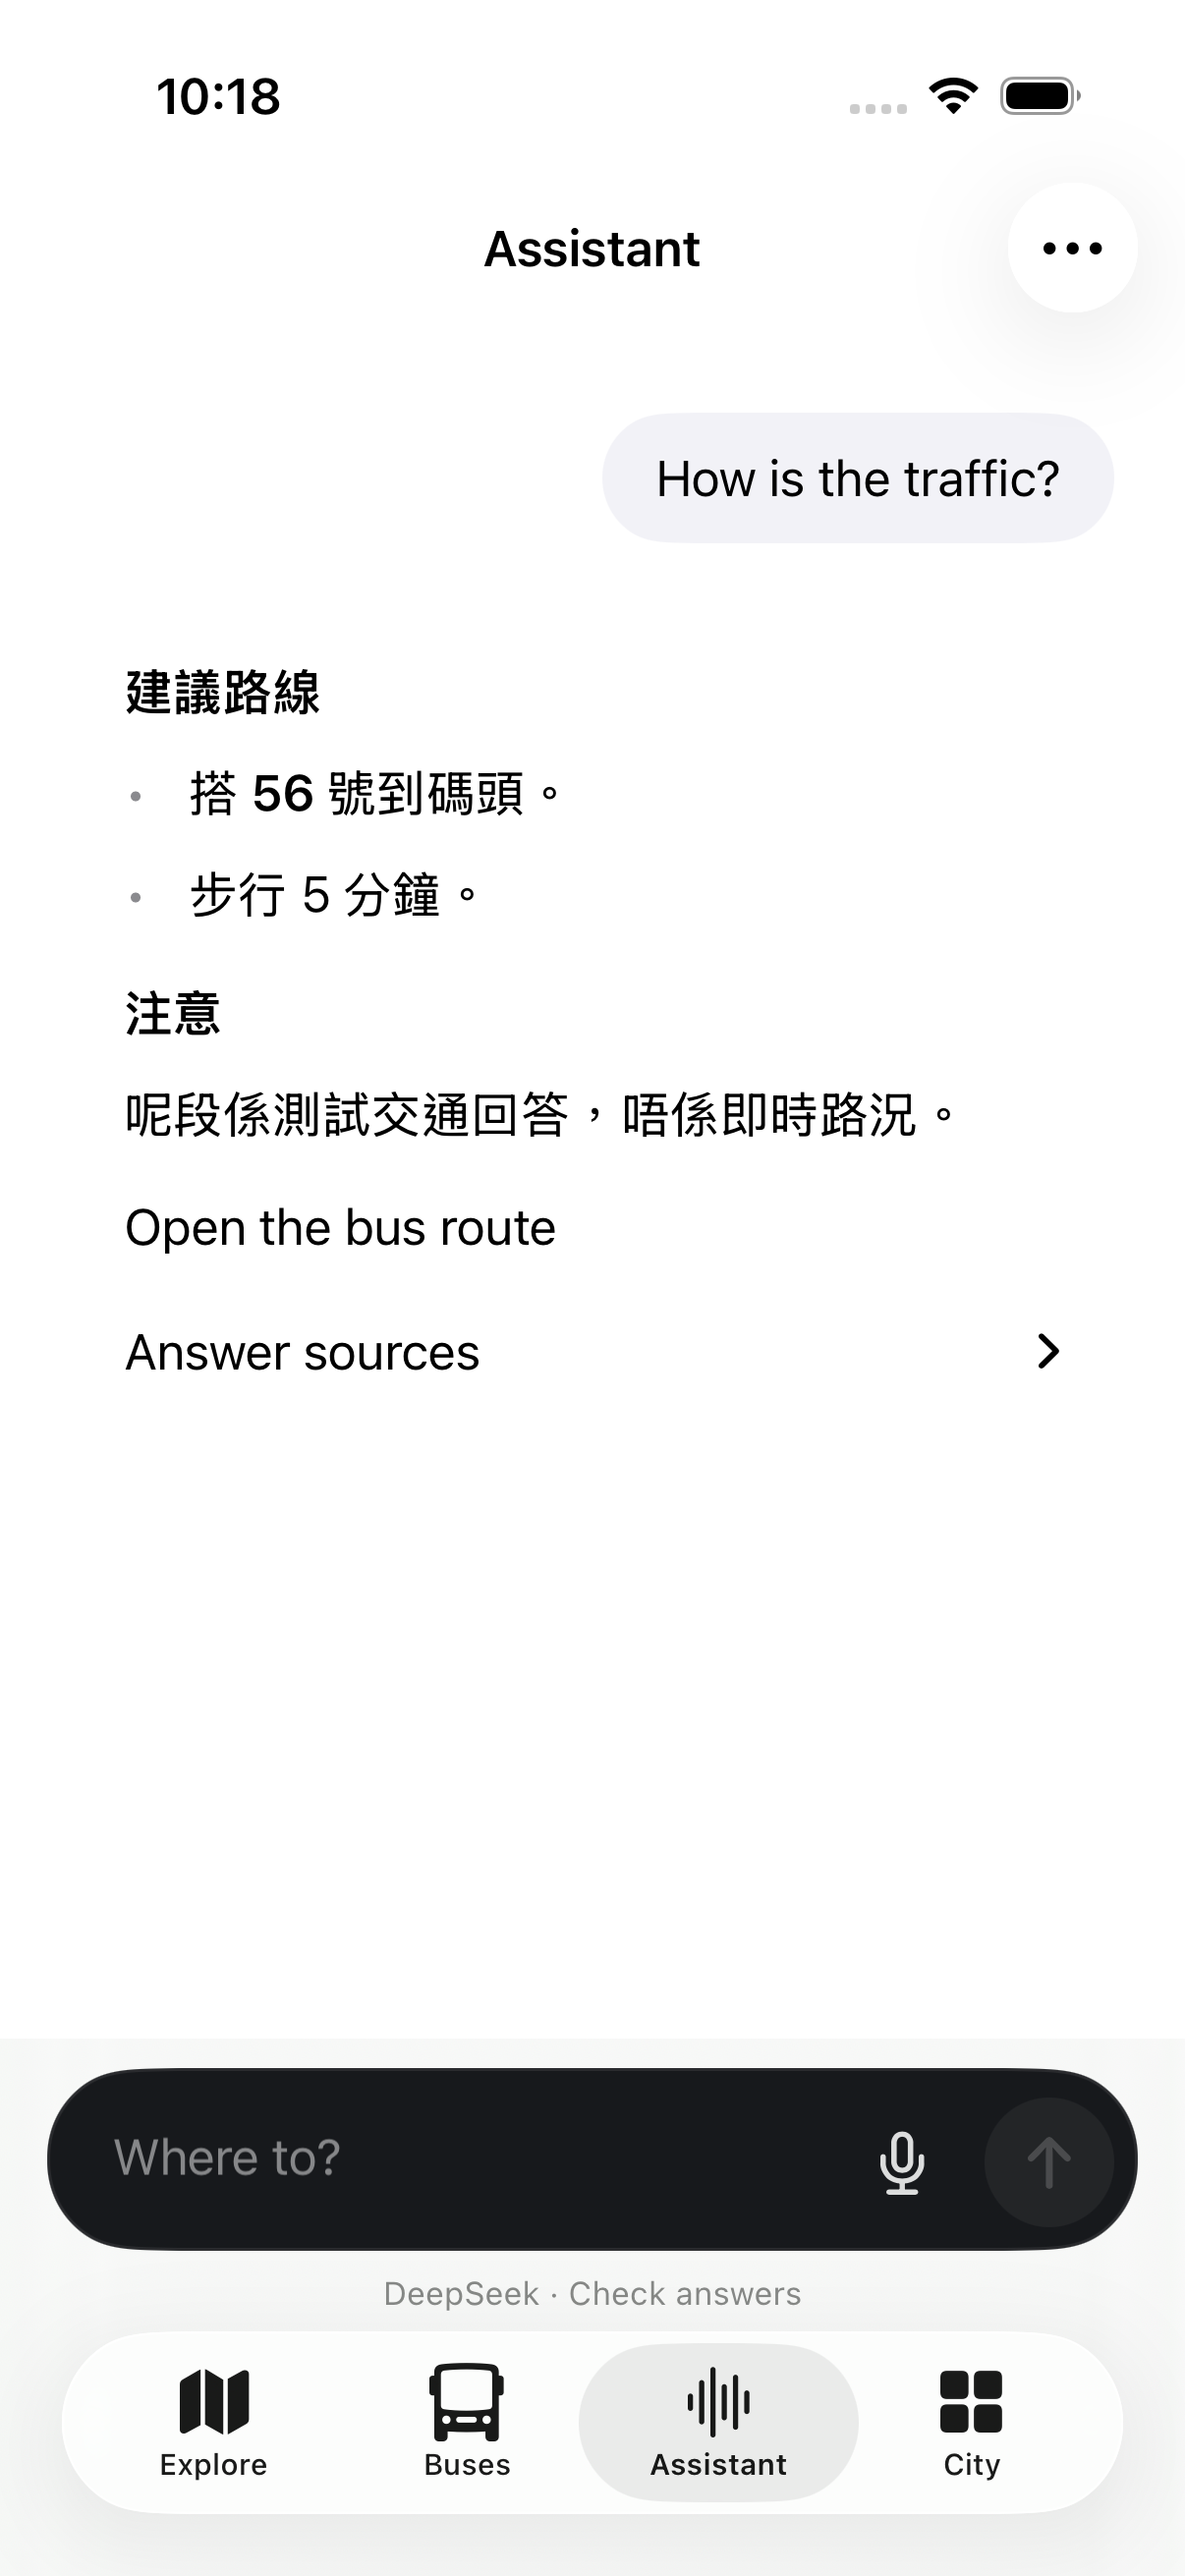 10:18
Assistant
How is the traffic?
建議路線
• 搭 56 號到碼頭。
• 步行 5 分鐘。
注意
呢段係測試交通回答，唔係即時路況。
Open the bus route
Answer sources
Where to?
DeepSeek · Check answers
Explore
Buses
Assistant
City